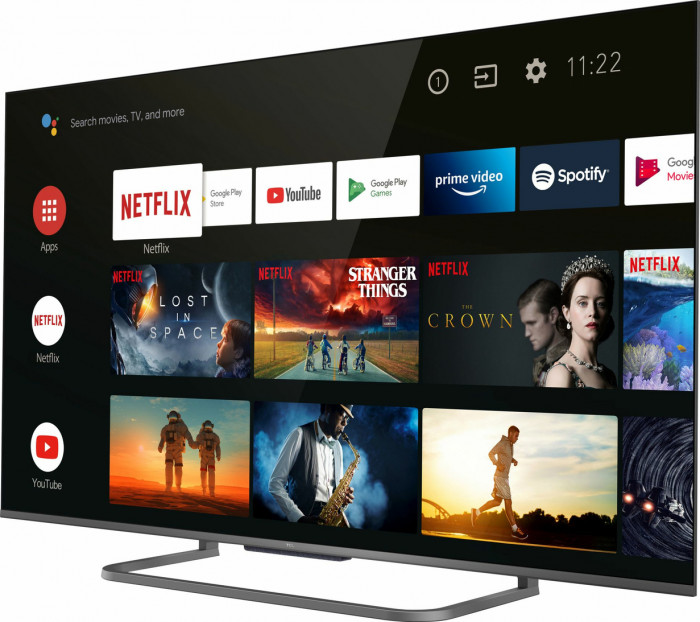 1
11:22
Search movies, TV, and more
NETFLIX
Google Play
Store
YouTube
Google Play
Games
prime video
Spotify
Goog
Movie
Netflix
Apps
NETFLIX
LOST
IN
SPACE
NETFLIX
STRANGER
THINGS
NETFLIX
THE
CROWN
NETFLIX
NETFLIX
Netflix
YouTube